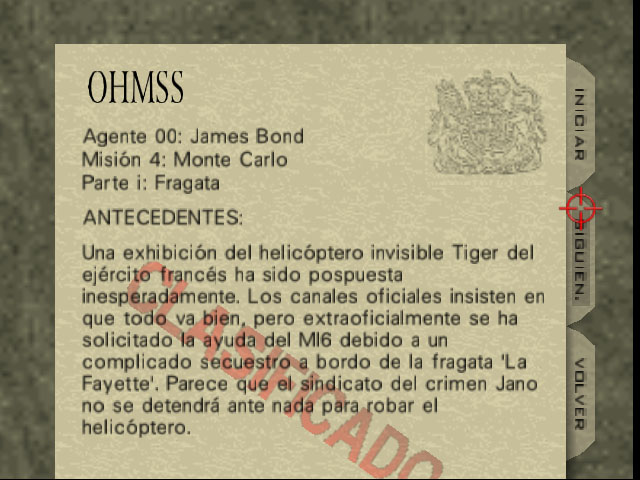 OHMSS
Agente 00: James Bond
Misión 4: Monte Carlo
Parte i: Fragata
ANTECEDENTES:
Una exhibición del helicóptero invisible Tiger del
ejército francés ha sido pospuesta
inesperadamente. Los canales oficiales insisten en
que todo va bien, pero extraoficialmente se ha
solicitado la ayuda del MI6 debido a un
complicado secuestro a bordo de la fragata 'La
Fayette'. Parece que el sindicato del crimen Jano
no se detendrá ante nada para robar el
helicóptero.
CLASIFICADO
INICIAR
SIGUIEN.
VOLVER